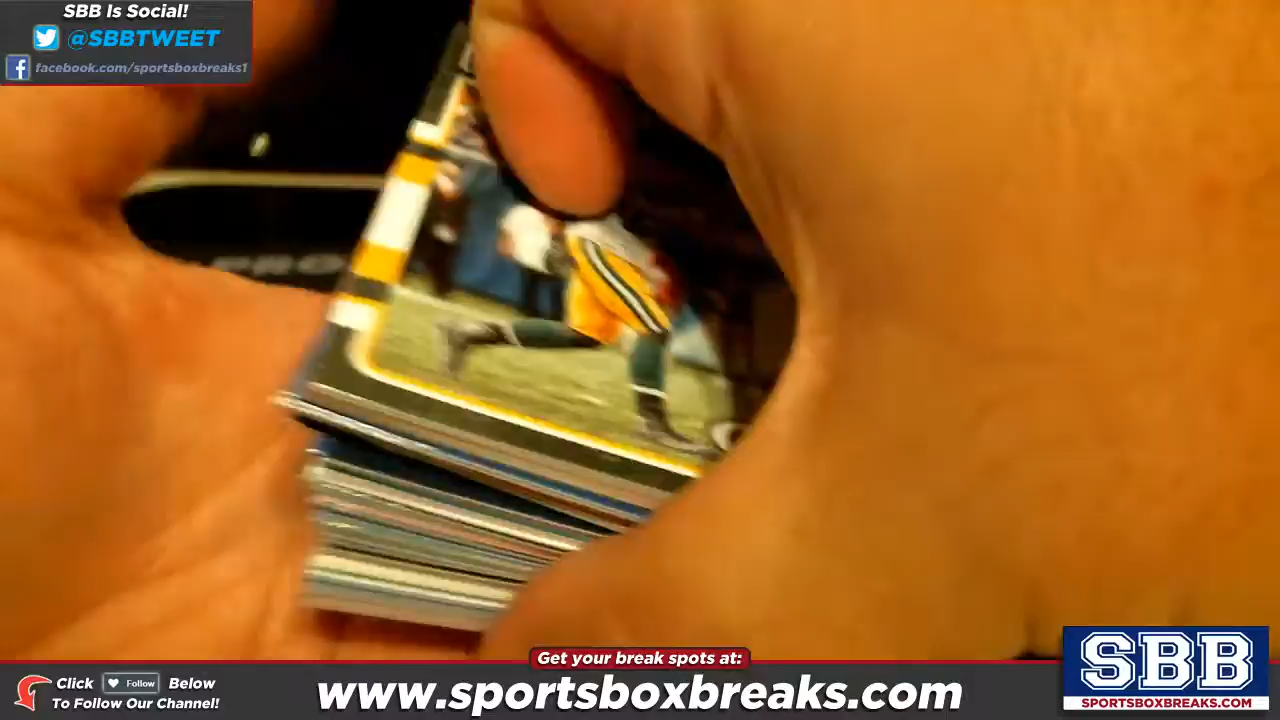 SBB Is Social!
@SBBTWEET
facebook.com/sportsboxbreaks1
PRO
Get your break spots at:
Click Follow Below
To Follow Our Channel!
www.sportsboxbreaks.com
SBB
SPORTSBOXBREAKS.COM